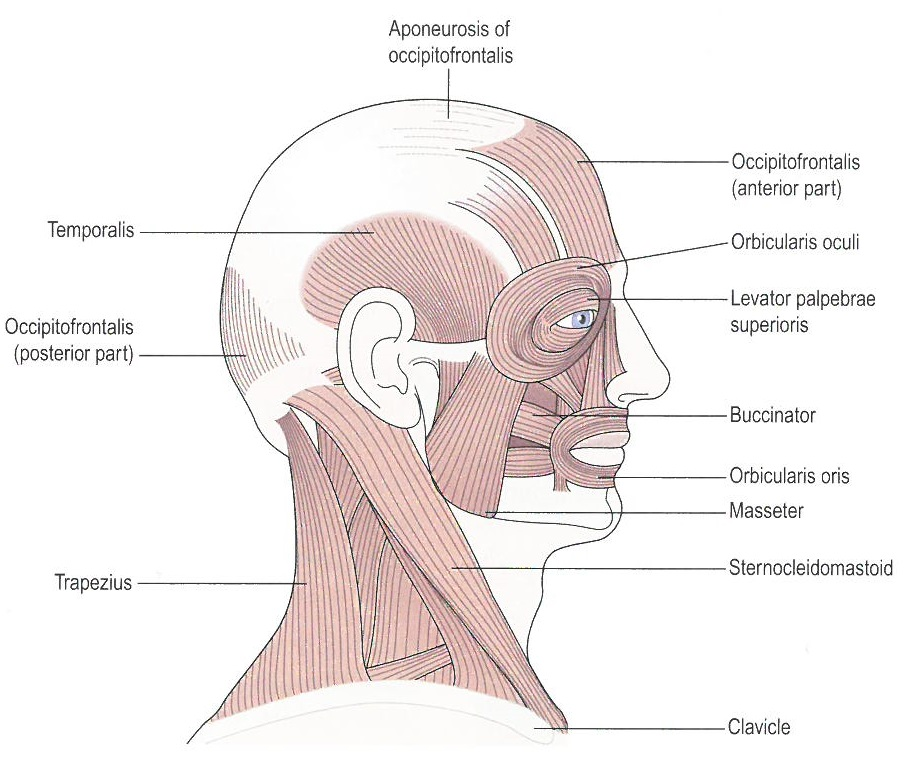 Aponeurosis of
occipitofrontalis
Occipitofrontalis
(anterior part)
Temporalis
Orbicularis oculi
Levator palpebrae
superioris
Occipitofrontalis
(posterior part)
Buccinator
Orbicularis oris
Masseter
Sternocleidomastoid
Trapezius
Clavicle